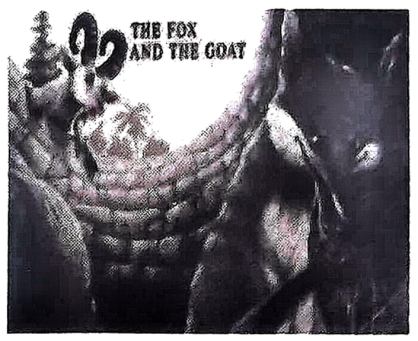 THE FOX
AND THE GOAT